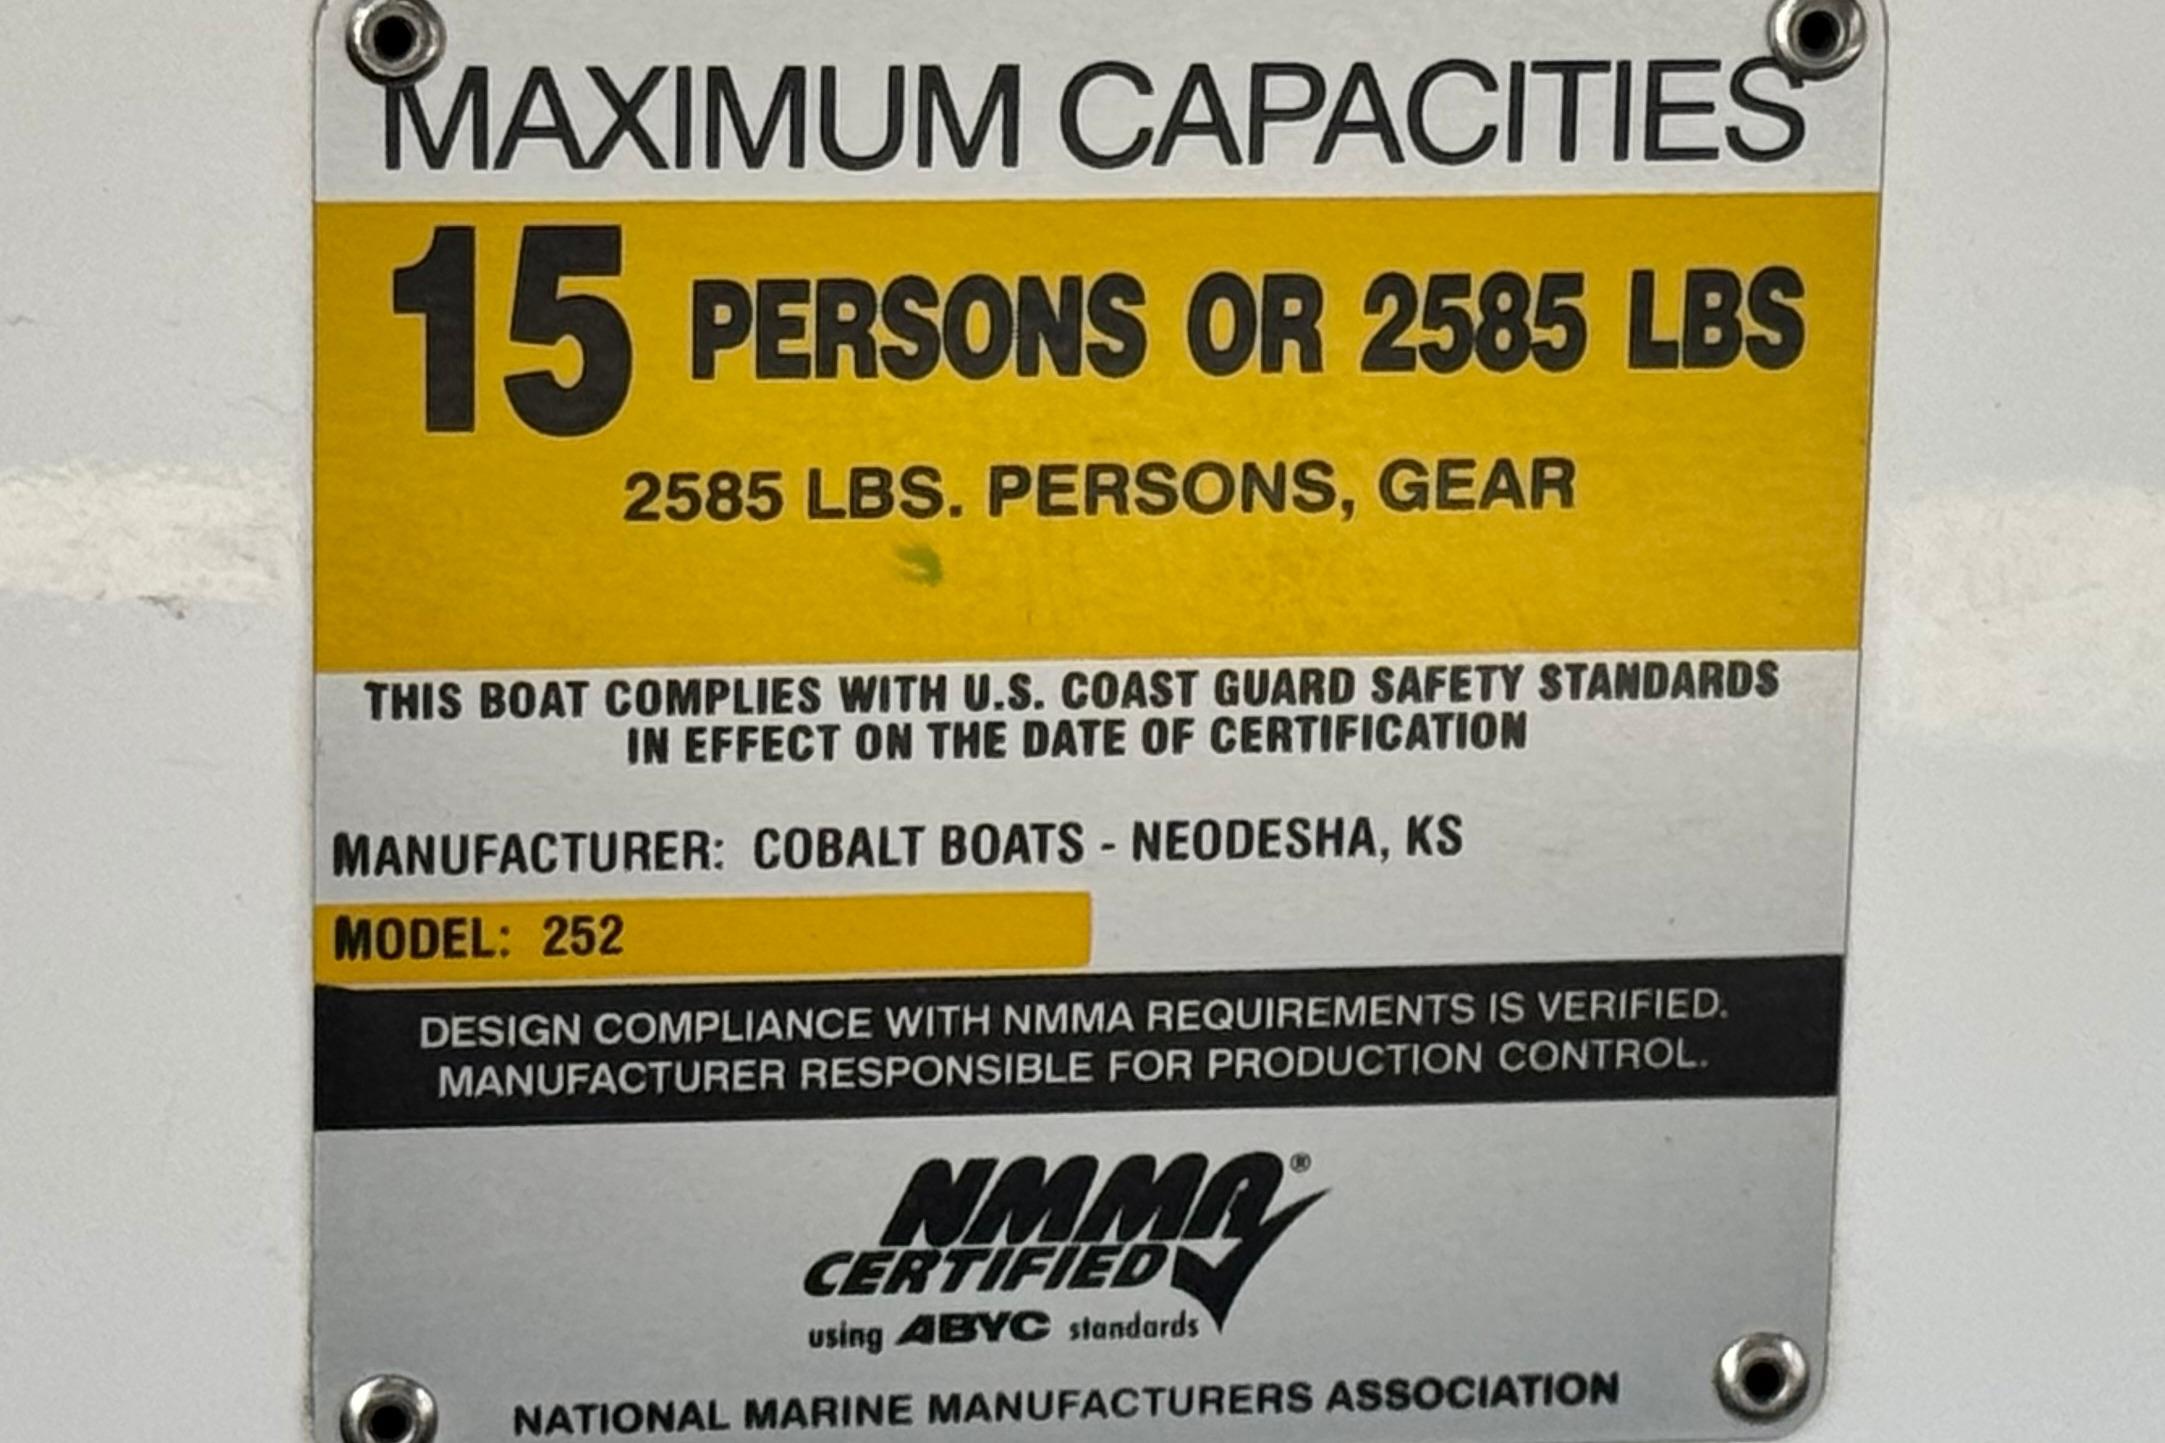 MAXIMUM CAPACITIES
15 PERSONS OR 2585 LBS
2585 LBS. PERSONS, GEAR
THIS BOAT COMPLIES WITH U.S. COAST GUARD SAFETY STANDARDS
IN EFFECT ON THE DATE OF CERTIFICATION
MANUFACTURER: COBALT BOATS - NEODESHA, KS
MODEL: 252
DESIGN COMPLIANCE WITH NMMA REQUIREMENTS IS VERIFIED.
MANUFACTURER RESPONSIBLE FOR PRODUCTION CONTROL.
NMMA®
CERTIFIED
using ABYC standards
NATIONAL MARINE MANUFACTURERS ASSOCIATION